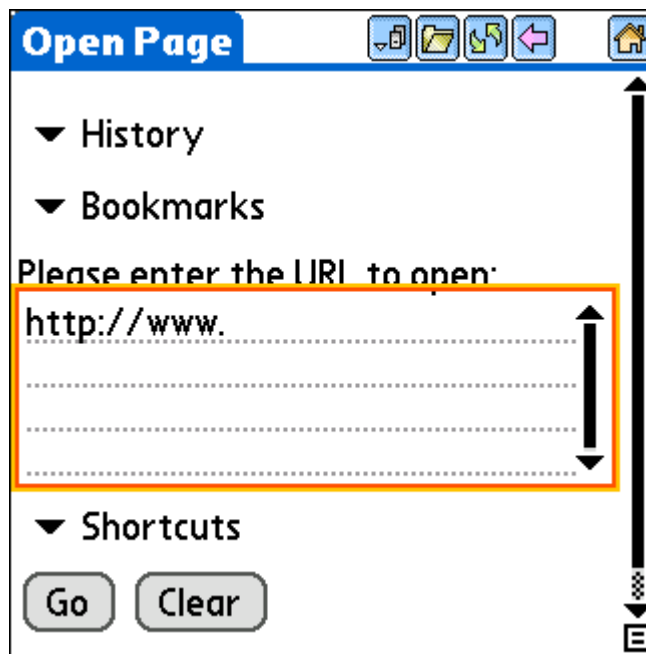 Open Page
History
Bookmarks
Please enter the URL to open:
http://www.
Shortcuts
Go
Clear